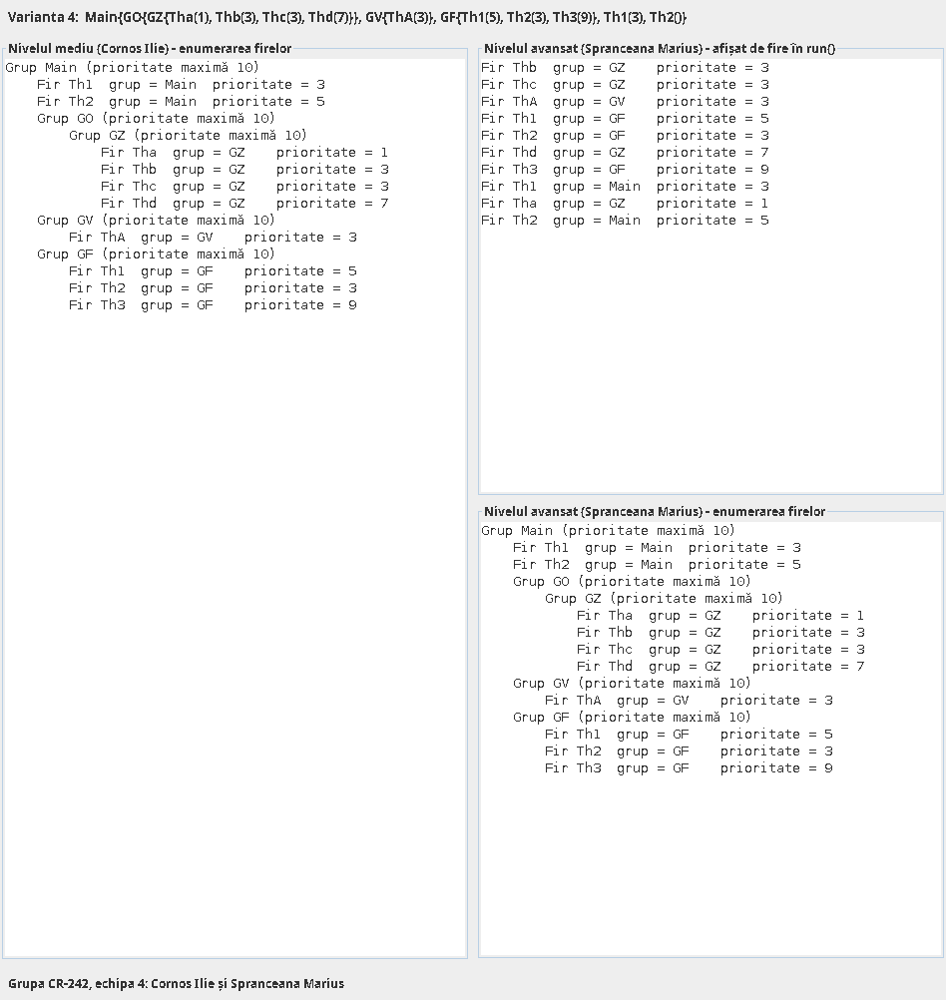 Varianta 4:  Main{GO{GZ{Tha(1), Thb(3), Thc(3), Thd(7)}}, GV{ThA(3)}, GF{Th1(5), Th2(3), Th3(9)}, Th1(3), Th2()}
Nivelul mediu (Cornos Ilie) - enumerarea firelor
Grup Main (prioritate maximă 10)
    Fir Th1  grup = Main  prioritate = 3
    Fir Th2  grup = Main  prioritate = 5
    Grup GO (prioritate maximă 10)
        Grup GZ (prioritate maximă 10)
            Fir Tha  grup = GZ    prioritate = 1
            Fir Thb  grup = GZ    prioritate = 3
            Fir Thc  grup = GZ    prioritate = 3
            Fir Thd  grup = GZ    prioritate = 7
    Grup GV (prioritate maximă 10)
        Fir ThA  grup = GV    prioritate = 3
    Grup GF (prioritate maximă 10)
        Fir Th1  grup = GF    prioritate = 5
        Fir Th2  grup = GF    prioritate = 3
        Fir Th3  grup = GF    prioritate = 9
Nivelul avansat (Spranceana Marius) - afișat de fire în run()
Fir Thb  grup = GZ    prioritate = 3
Fir Thc  grup = GZ    prioritate = 3
Fir ThA  grup = GV    prioritate = 3
Fir Th1  grup = GF    prioritate = 5
Fir Th2  grup = GF    prioritate = 3
Fir Thd  grup = GZ    prioritate = 7
Fir Th3  grup = GF    prioritate = 9
Fir Th1  grup = Main  prioritate = 3
Fir Tha  grup = GZ    prioritate = 1
Fir Th2  grup = Main  prioritate = 5
Nivelul avansat (Spranceana Marius) - enumerarea firelor
Grup Main (prioritate maximă 10)
    Fir Th1  grup = Main  prioritate = 3
    Fir Th2  grup = Main  prioritate = 5
    Grup GO (prioritate maximă 10)
        Grup GZ (prioritate maximă 10)
            Fir Tha  grup = GZ    prioritate = 1
            Fir Thb  grup = GZ    prioritate = 3
            Fir Thc  grup = GZ    prioritate = 3
            Fir Thd  grup = GZ    prioritate = 7
    Grup GV (prioritate maximă 10)
        Fir ThA  grup = GV    prioritate = 3
    Grup GF (prioritate maximă 10)
        Fir Th1  grup = GF    prioritate = 5
        Fir Th2  grup = GF    prioritate = 3
        Fir Th3  grup = GF    prioritate = 9
Grupa CR-242, echipa 4: Cornos Ilie și Spranceana Marius